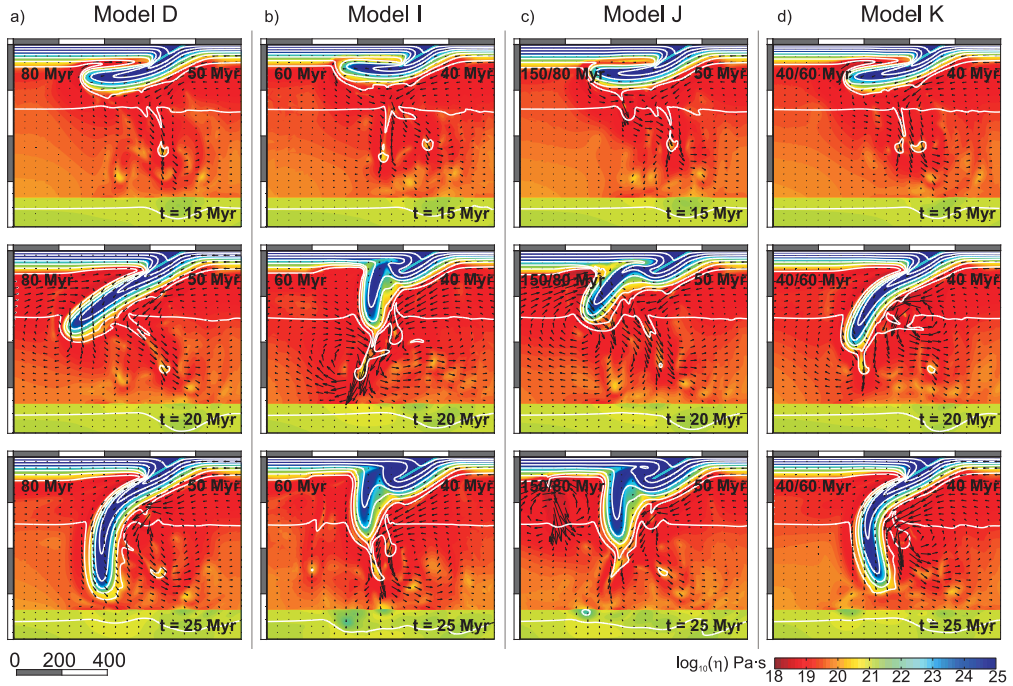 a) Model D b) Model I c) Model J d) Model K
80 Myr 50 Myr 60 Myr 40 Myr 150/80 Myr 50 Myr 40/60 Myr 40 Myr
t = 15 Myr t = 15 Myr t = 15 Myr t = 15 Myr
80 Myr 50 Myr 60 Myr 40 Myr 150/80 Myr 50 Myr 40/60 Myr 40 Myr
t = 20 Myr t = 20 Myr t = 20 Myr t = 20 Myr
80 Myr 50 Myr 60 Myr 40 Myr 150/80 Myr 50 Myr 40/60 Myr 40 Myr
t = 25 Myr t = 25 Myr t = 25 Myr t = 25 Myr
0 200 400
log₁₀(η) Pa·s
18 19 20 21 22 23 24 25